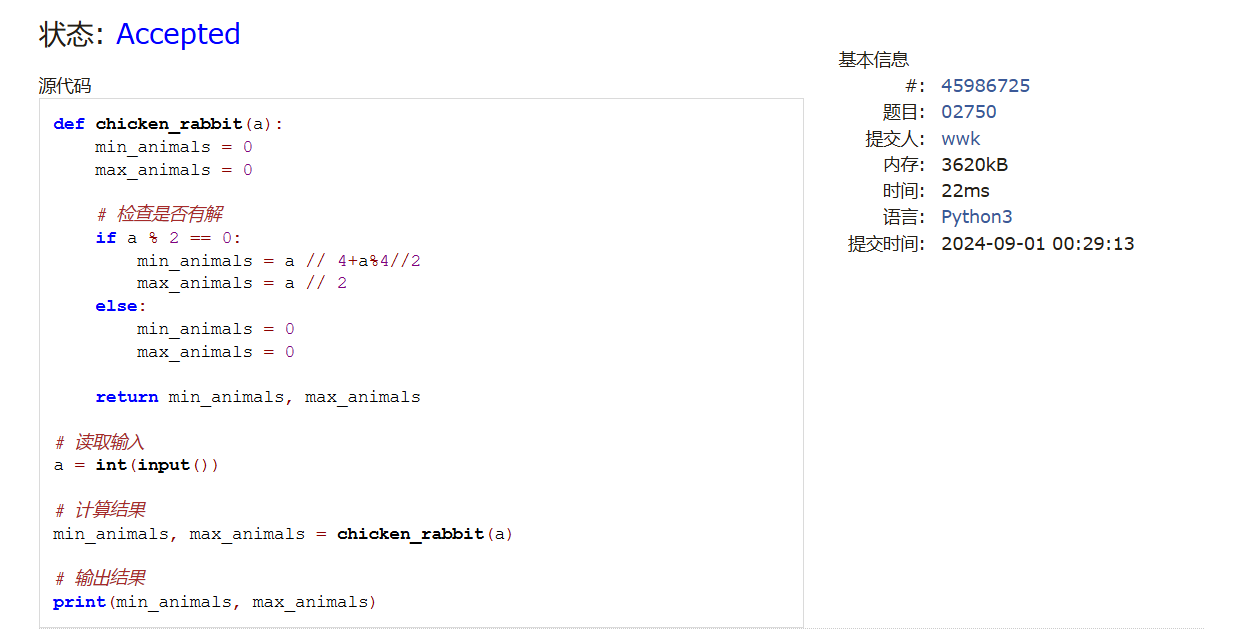 状态: Accepted
源代码
def chicken_rabbit(a):
    min_animals = 0
    max_animals = 0
    # 检查是否有解
    if a % 2 == 0:
        min_animals = a // 4+a%4//2
        max_animals = a // 2
    else:
        min_animals = 0
        max_animals = 0
    return min_animals, max_animals
# 读取输入
a = int(input())
# 计算结果
min_animals, max_animals = chicken_rabbit(a)
# 输出结果
print(min_animals, max_animals)
基本信息
#: 45986725
题目: 02750
提交人: wwk
内存: 3620kB
时间: 22ms
语言: Python3
提交时间: 2024-09-01 00:29:13